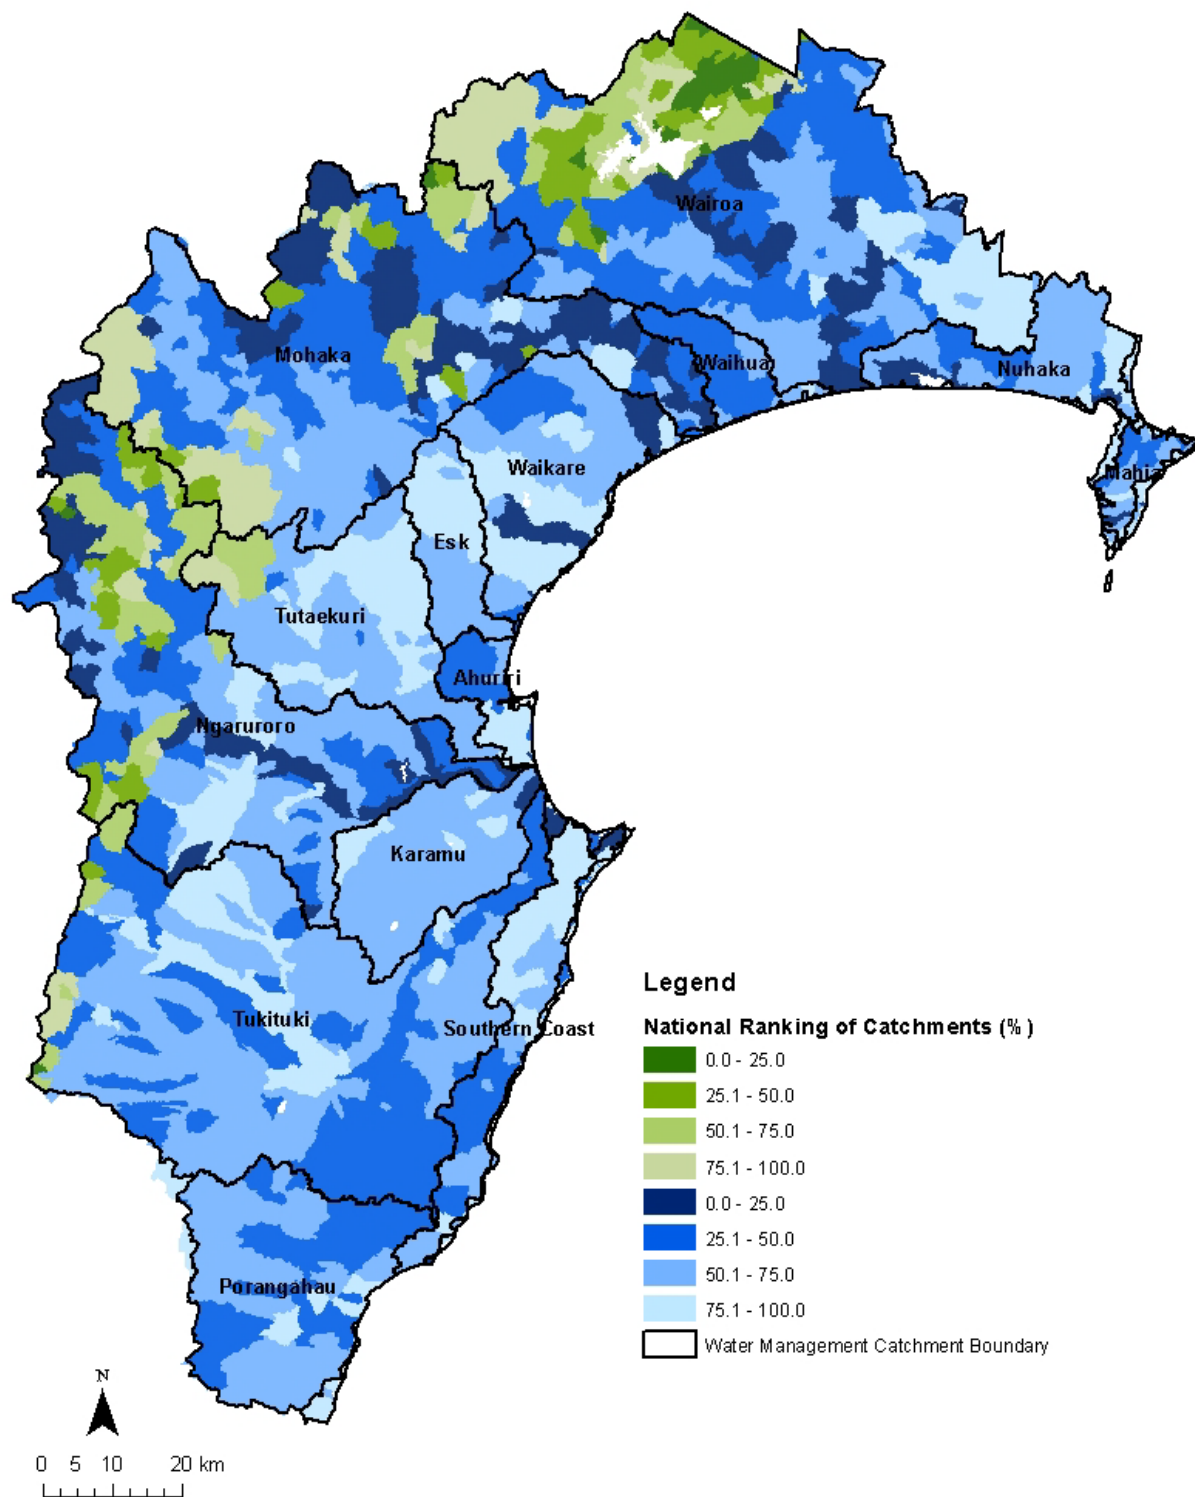 Wairoa
Mohaka
Waihua
Nuhaka
Waikare
Mahia
Esk
Tutaekuri
Ahuriri
Ngaruroro
Karamu
Legend
Tukituki
Southern Coast
National Ranking of Catchments (%)
0.0 - 25.0
25.1 - 50.0
50.1 - 75.0
75.1 - 100.0
0.0 - 25.0
25.1 - 50.0
50.1 - 75.0
75.1 - 100.0
Porangahau
Water Management Catchment Boundary
N
0 5 10 20 km